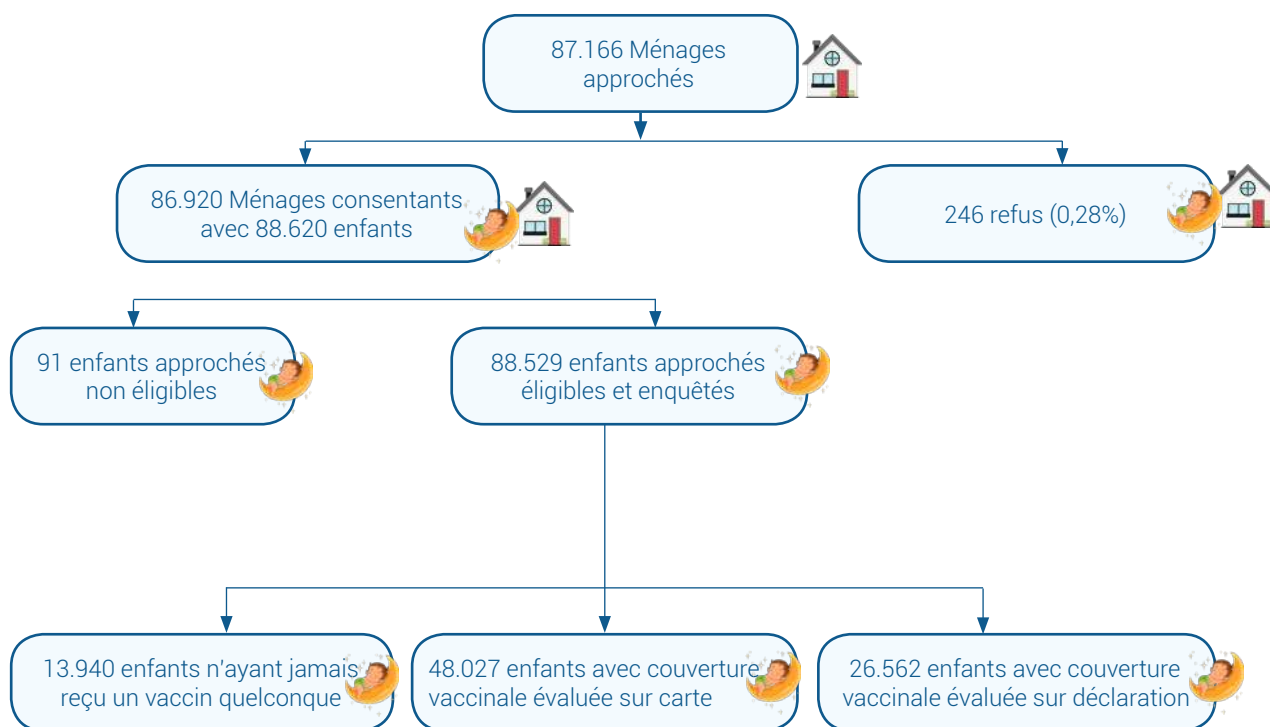 87.166 Ménages
approchés
86.920 Ménages consentants
avec 88.620 enfants
246 refus (0,28%)
91 enfants approchés
non éligibles
88.529 enfants approchés
éligibles et enquêtés
13.940 enfants n'ayant jamais
reçu un vaccin quelconque
48.027 enfants avec couverture
vaccinale évaluée sur carte
26.562 enfants avec couverture
vaccinale évaluée sur déclaration